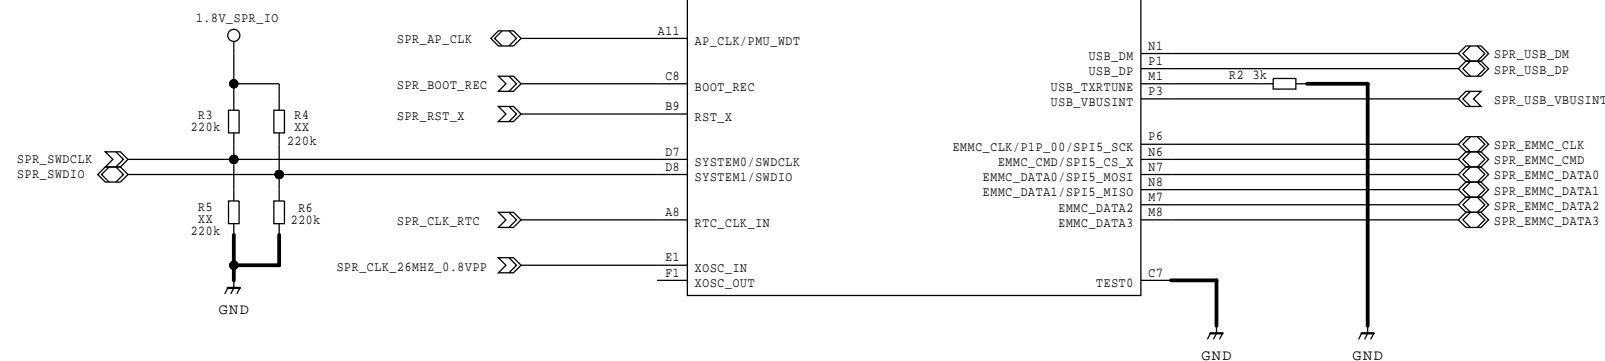 1.8V_SPR_IO
R3
220k
R4
XX
220k
SPR_SWDCLK
SPR_SWDIO
R5
XX
220k
R6
220k
GND
SPR_AP_CLK
A11
AP_CLK/PMU_WDT
SPR_BOOT_REC
C8
BOOT_REC
SPR_RST_X
B9
RST_X
D7
SYSTEM0/SWDCLK
D8
SYSTEM1/SWDIO
SPR_CLK_RTC
A8
RTC_CLK_IN
SPR_CLK_26MHZ_0.8VPP
E1
XOSC_IN
F1
XOSC_OUT
USB_DM
N1
SPR_USB_DM
USB_DP
P1
SPR_USB_DP
USB_TXRTUNE
M1
R2 3k
USB_VBUSINT
P3
SPR_USB_VBUSINT
EMMC_CLK/P1P_00/SPI5_SCK
P6
SPR_EMMC_CLK
EMMC_CMD/SPI5_CS_X
N6
SPR_EMMC_CMD
EMMC_DATA0/SPI5_MOSI
N7
SPR_EMMC_DATA0
EMMC_DATA1/SPI5_MISO
N8
SPR_EMMC_DATA1
EMMC_DATA2
M7
SPR_EMMC_DATA2
EMMC_DATA3
M8
SPR_EMMC_DATA3
TEST0
C7
GND
GND